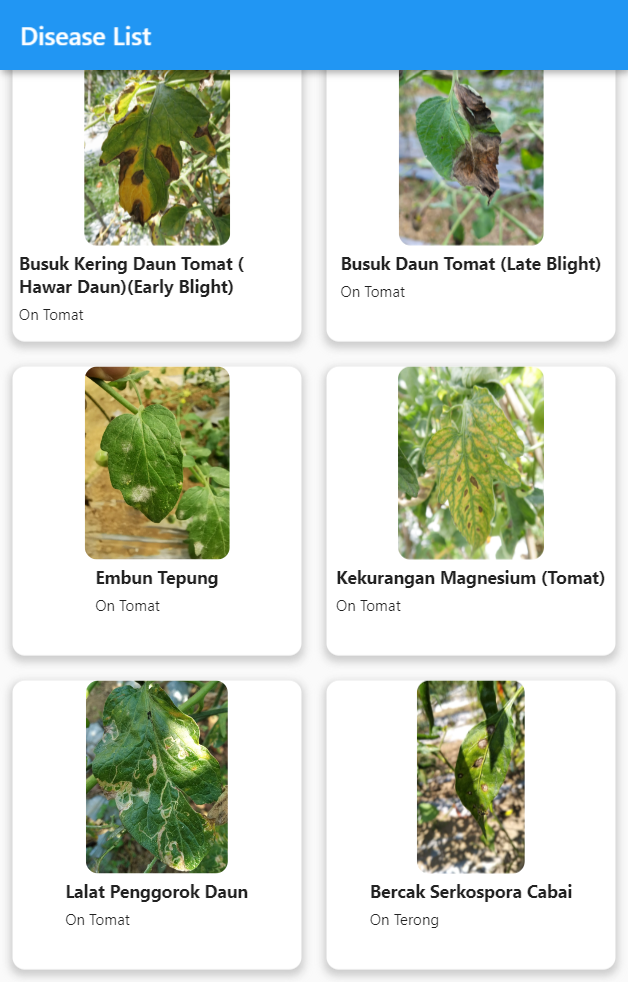 Disease List
Busuk Kering Daun Tomat (
Hawar Daun)(Early Blight)
On Tomat
Busuk Daun Tomat (Late Blight)
On Tomat
Embun Tepung
On Tomat
Kekurangan Magnesium (Tomat)
On Tomat
Lalat Penggorok Daun
On Tomat
Bercak Serkospora Cabai
On Terong